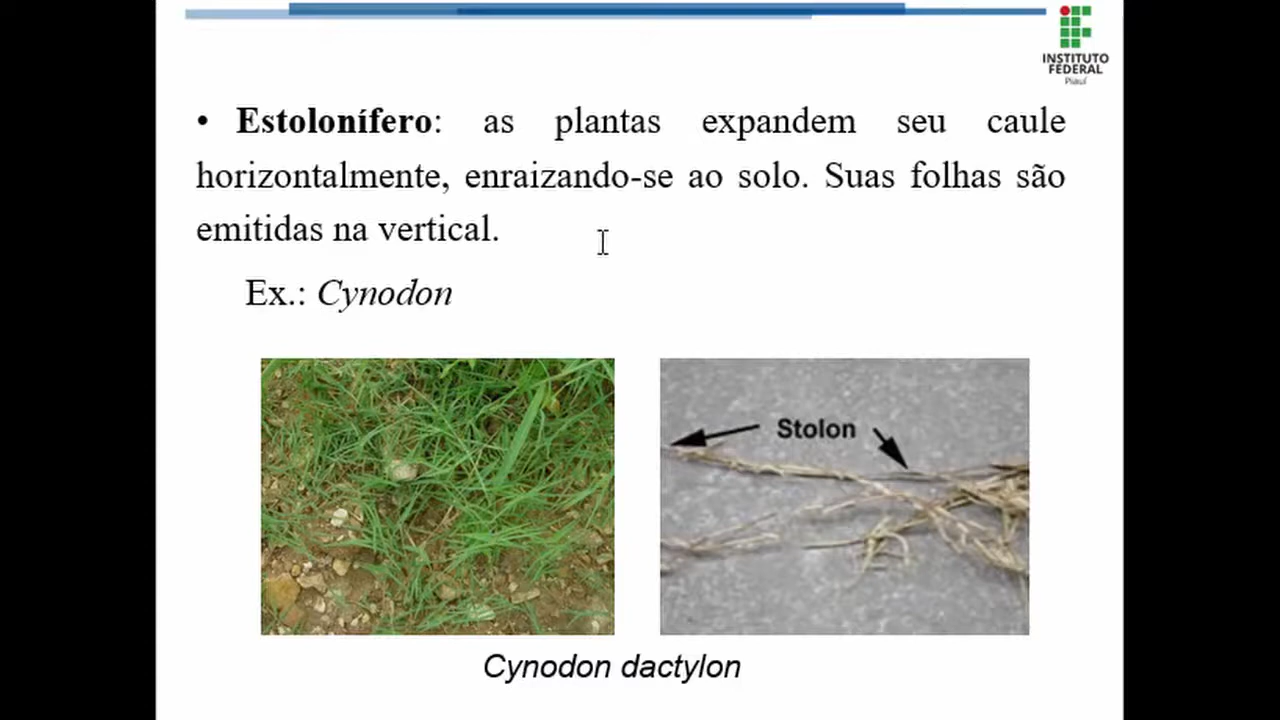 INSTITUTO
FEDERAL
Piauí
• Estolonífero: as plantas expandem seu caule
horizontalmente, enraizando-se ao solo. Suas folhas são
emitidas na vertical.
Ex.: Cynodon
Stolon
Cynodon dactylon